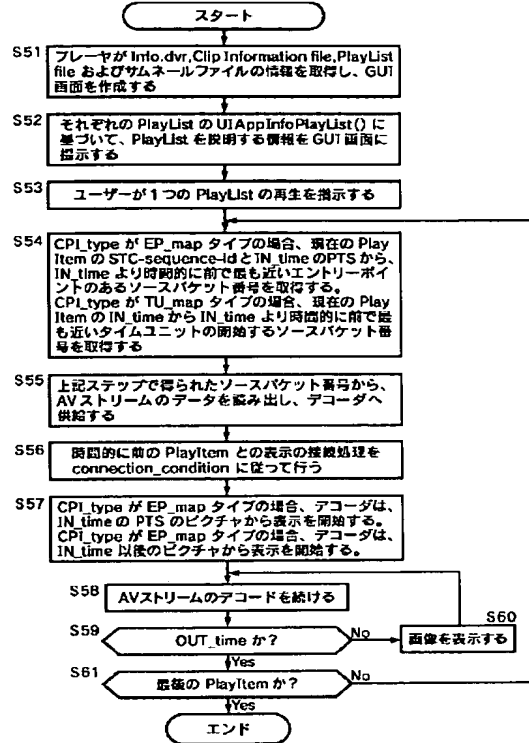 スタート
S51
プレーヤが Info.dvr,Clip Information file,PlayList
file およびサムネールファイルの情報を取得し、GUI
画面を作成する
S52
それぞれの PlayList の UIAppInfoPlayList() に
基づいて、PlayList を説明する情報を GUI 画面に
指示する
S53
ユーザーが 1 つの PlayList の再生を指示する
S54
CPI_type が EP_map タイプの場合、現在の Play
Item の STC-sequence-id と IN_time のPTS から、
IN_time より時間的に前で最も近いエントリーポイ
ントのあるソースパケット番号を取得する。
CPI_type が TU_map タイプの場合、現在の Play
Item の IN_time から IN_time より時間的に前で最
も近いタイムユニットの開始するソースパケット番
号を取得する
S55
上記ステップで得られたソースパケット番号から、
AVストリームのデータを読み出し、デコーダへ
供給する
S56
時間的に前の PlayItem との表示の接続処理を
connection_condition に従って行う
S57
CPI_type が EP_map タイプの場合、デコーダは、
IN_time の PTS のピクチャから表示を開始する。
CPI_type が EP_map タイプの場合、デコーダは、
IN_time 以後のピクチャから表示を開始する。
S58
AVストリームのデコードを続ける
S59
OUT_time か?
No
S60
画像を表示する
Yes
S61
最後の PlayItem か?
No
Yes
エンド